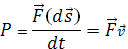 P = F⃗(ds⃗)/dt = F⃗v⃗